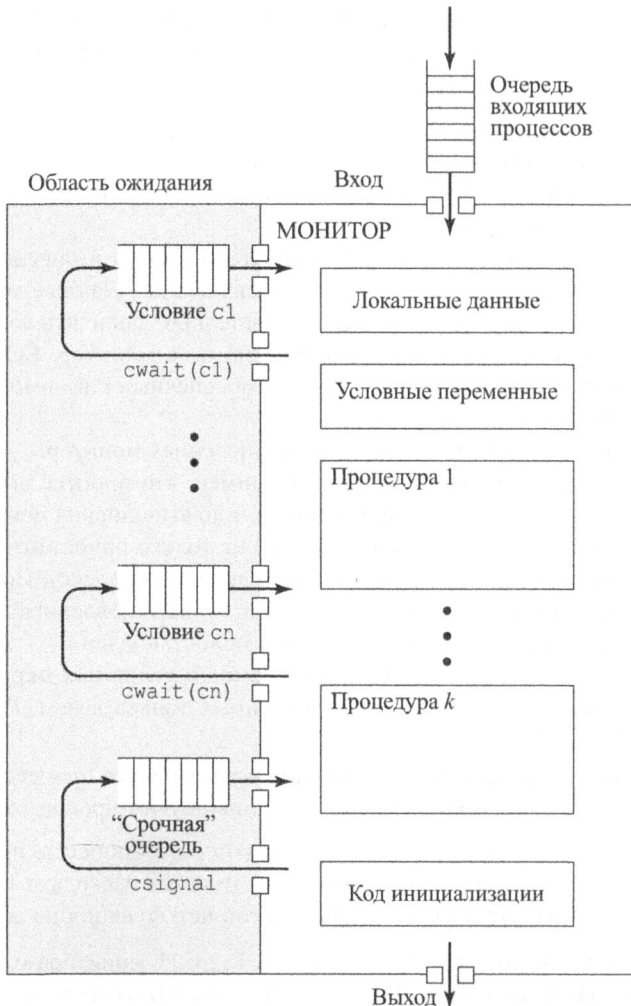 Очередь
входящих
процессов
Область ожидания
Вход
МОНИТОР
Условие c1
cwait(c1)
Локальные данные
Условные переменные
Процедура 1
Условие cn
cwait(cn)
Процедура k
“Срочная”
очередь
csignal
Код инициализации
Выход